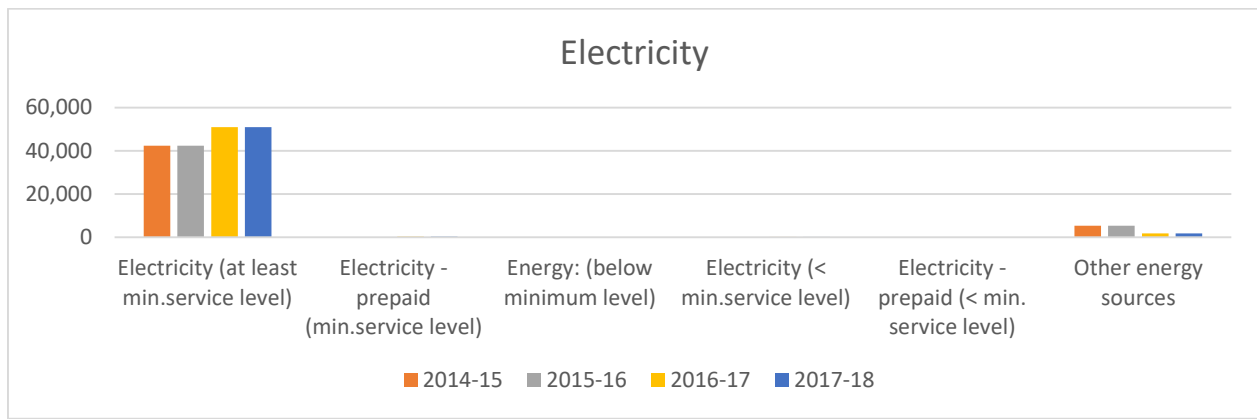 Electricity
60,000
40,000
20,000
0
Electricity (at least
min.service level)
Electricity -
prepaid
(min.service level)
Energy: (below
minimum level)
Electricity (<
min.service level)
Electricity -
prepaid (< min.
service level)
Other energy
sources
2014-15 2015-16 2016-17 2017-18